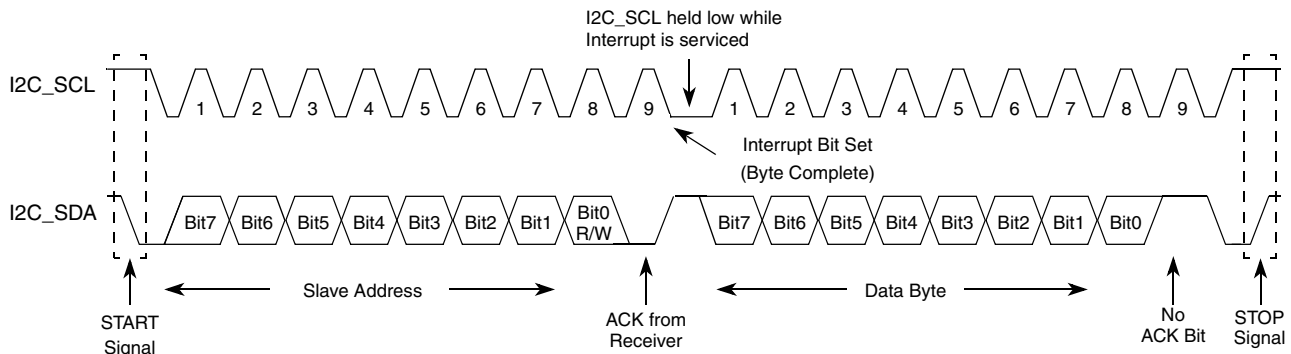 I2C_SCL held low while
Interrupt is serviced
I2C_SCL
1 2 3 4 5 6 7 8 9 1 2 3 4 5 6 7 8 9
Interrupt Bit Set
(Byte Complete)
I2C_SDA
Bit7 Bit6 Bit5 Bit4 Bit3 Bit2 Bit1 Bit0 Bit7 Bit6 Bit5 Bit4 Bit3 Bit2 Bit1 Bit0
R/W
Slave Address
Data Byte
START
Signal
ACK from
Receiver
No
ACK Bit
STOP
Signal